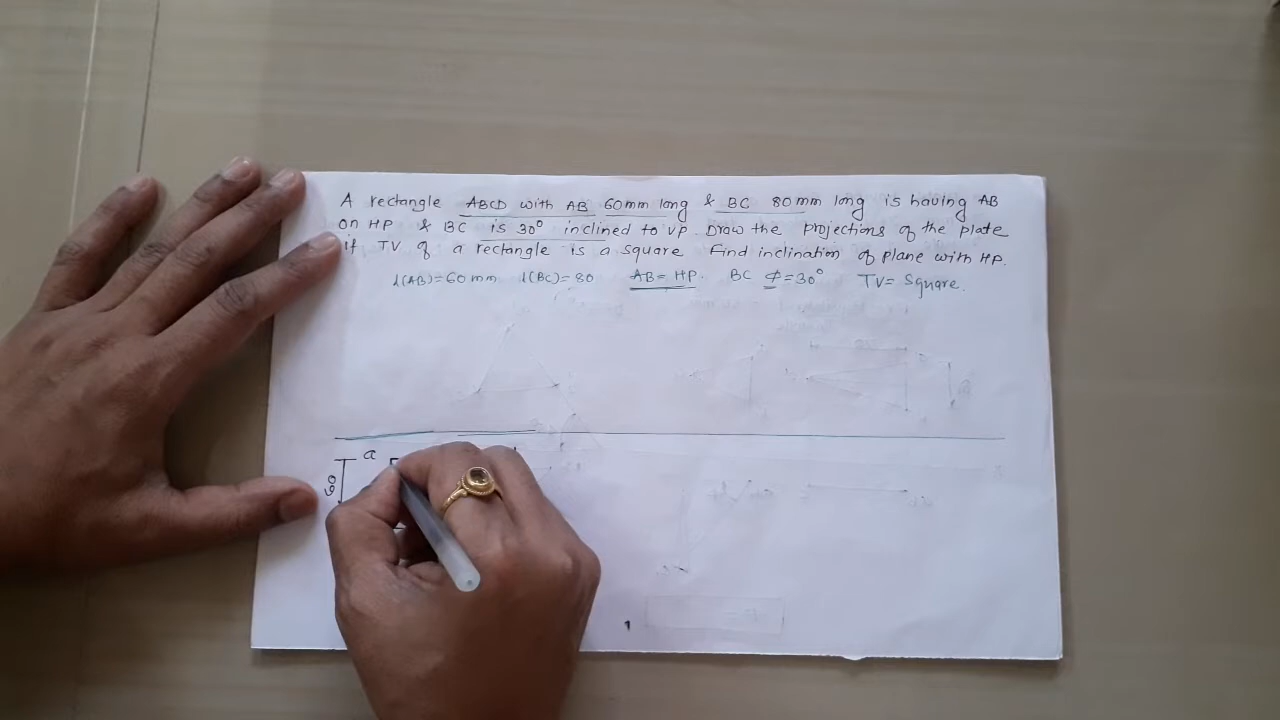 A rectangle ABCD with AB 60mm long & BC 80mm long is having AB
on HP & BC is 30° inclined to VP. Draw the projections of the plate
if TV of a rectangle is a square Find inclination of plane with HP.
l(AB)=60mm l(BC)=80 AB=HP. BC Φ=30° TV= Square.
a
60